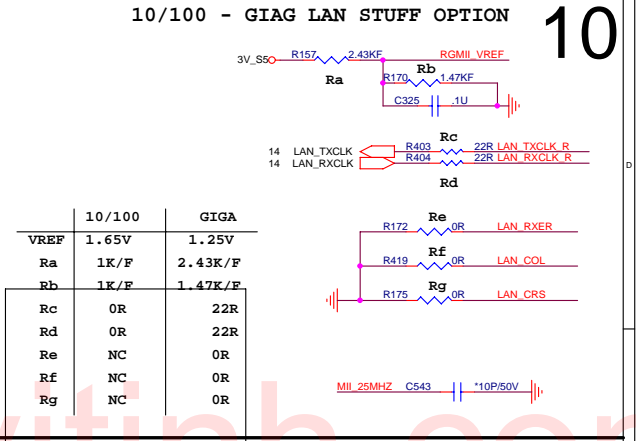 10/100 - GIAG LAN STUFF OPTION
10
3V_S5 R157 2.43KF RGMII_VREF
Ra
R170 Rb 1.47KF
C325 .1U
Rc
14 LAN_TXCLK R403 22R LAN_TXCLK_R
14 LAN_RXCLK R404 22R LAN_RXCLK_R
Rd
D
10/100 GIGA
VREF 1.65V 1.25V
Ra 1K/F 2.43K/F
Rb 1K/F 1.47K/F
Rc 0R 22R
Rd 0R 22R
Re NC 0R
Rf NC 0R
Rg NC 0R
Re
R172 0R LAN_RXER
Rf
R419 0R LAN_COL
Rg
R175 0R LAN_CRS
MII_25MHZ C543 *10P/50V